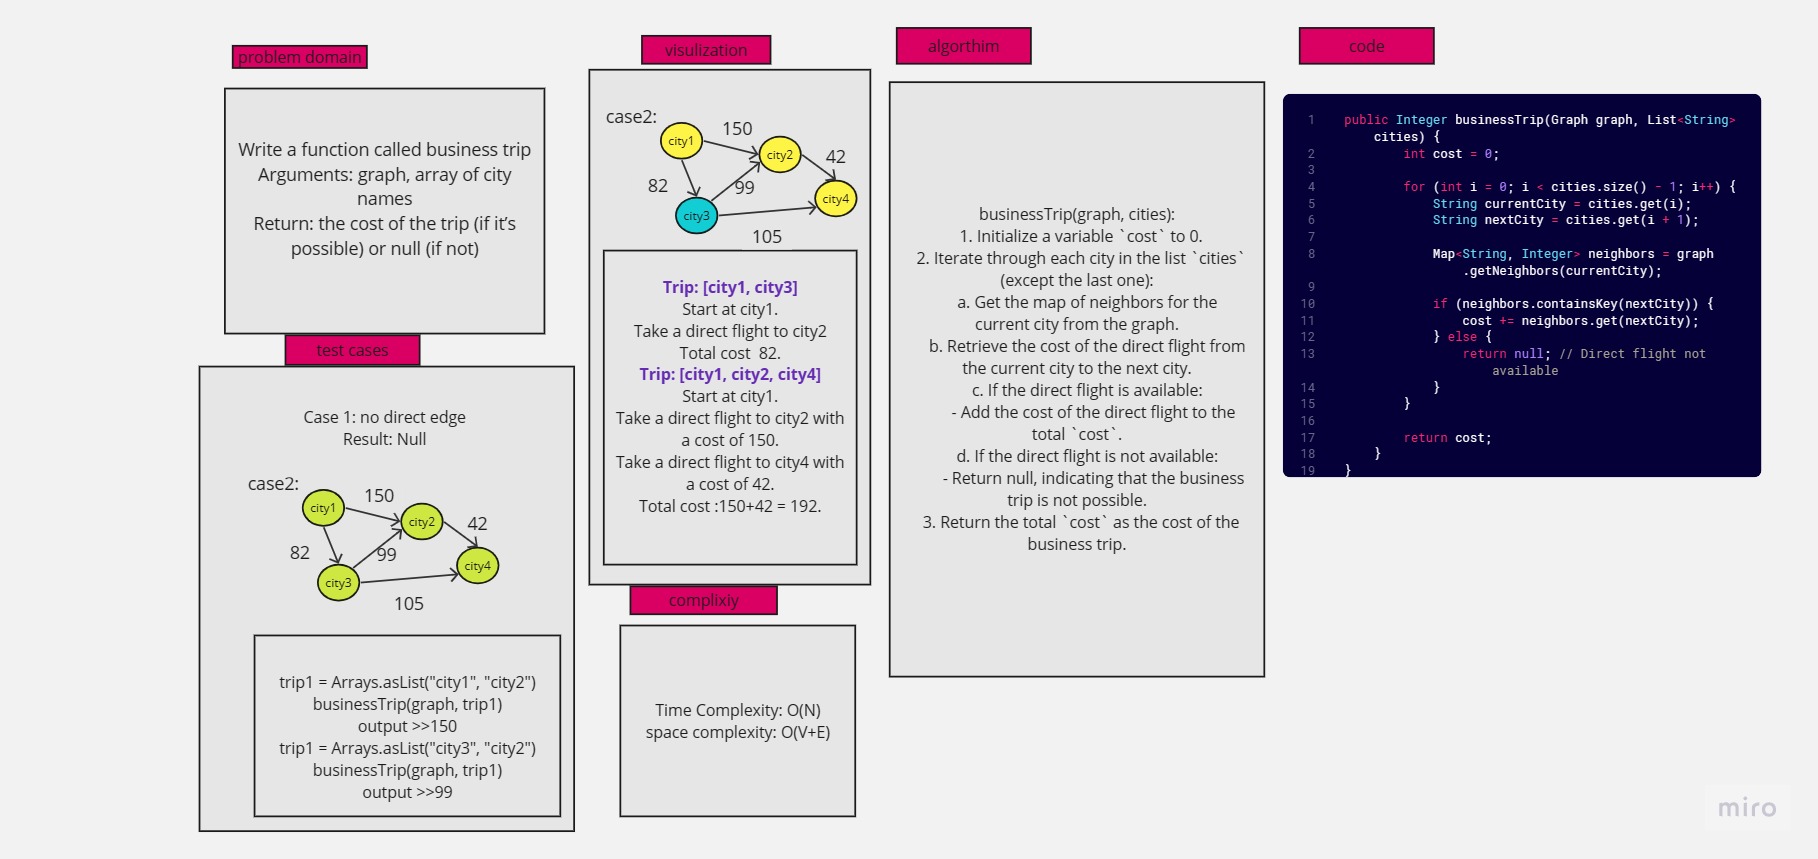 problem domain
Write a function called business trip
Arguments: graph, array of city
names
Return: the cost of the trip (if it's
possible) or null (if not)
test cases
Case 1: no direct edge
Result: Null
case2:
city1
150
city2
42
82
99
city4
city3
105
trip1 = Arrays.asList("city1", "city2")
businessTrip(graph, trip1)
output >>150
trip1 = Arrays.asList("city3", "city2")
businessTrip(graph, trip1)
output >>99
visulization
case2:
city1
150
city2
42
82
99
city4
city3
105
Trip: [city1, city3]
Start at city1.
Take a direct flight to city2
Total cost  82.
Trip: [city1, city2, city4]
Start at city1.
Take a direct flight to city2 with
a cost of 150.
Take a direct flight to city4 with
a cost of 42.
Total cost :150+42 = 192.
complixiy
Time Complexity: O(N)
space complexity: O(V+E)
algorthim
businessTrip(graph, cities):
1. Initialize a variable `cost` to 0.
2. Iterate through each city in the list `cities`
(except the last one):
a. Get the map of neighbors for the
current city from the graph.
b. Retrieve the cost of the direct flight from
the current city to the next city.
c. If the direct flight is available:
- Add the cost of the direct flight to the
total `cost`.
d. If the direct flight is not available:
- Return null, indicating that the business
trip is not possible.
3. Return the total `cost` as the cost of the
business trip.
code
1 public Integer businessTrip(Graph graph, List<String>
cities) {
2 int cost = 0;
3
4 for (int i = 0; i < cities.size() - 1; i++) {
5 String currentCity = cities.get(i);
6 String nextCity = cities.get(i + 1);
7
8 Map<String, Integer> neighbors = graph
.getNeighbors(currentCity);
9
10 if (neighbors.containsKey(nextCity)) {
11 cost += neighbors.get(nextCity);
12 } else {
13 return null; // Direct flight not
available
14 }
15 }
16
17 return cost;
18 }
19 }
miro